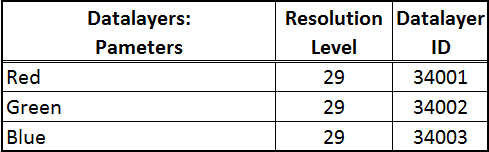 Datalayers: Resolution Datalayer
Pameters Level ID
Red 29 34001
Green 29 34002
Blue 29 34003